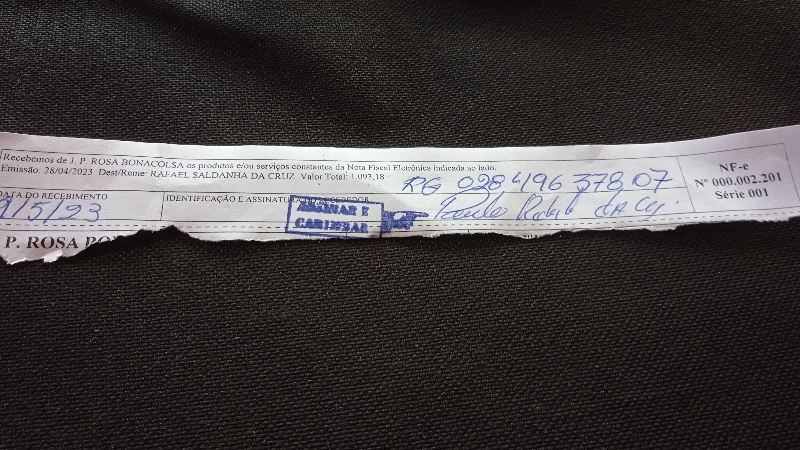 Recebemos de J. P. ROSA BONACOLSA os produtos e/ou serviços constantes da Nota Fiscal Eletrônica indicada ao lado.
Emissão: 28/04/2023 Dest/Reme: RAFAEL SALDANHA DA CRUZ Valor Total: 1.093,18
RG 028 496 378 07
NF-e
Nº 000.002.201
Série 001
DATA DO RECEBIMENTO
/5/23
IDENTIFICAÇÃO E ASSINATURA DO RECEBEDOR
ASSINAR E
CARIMBAR
P. ROSA